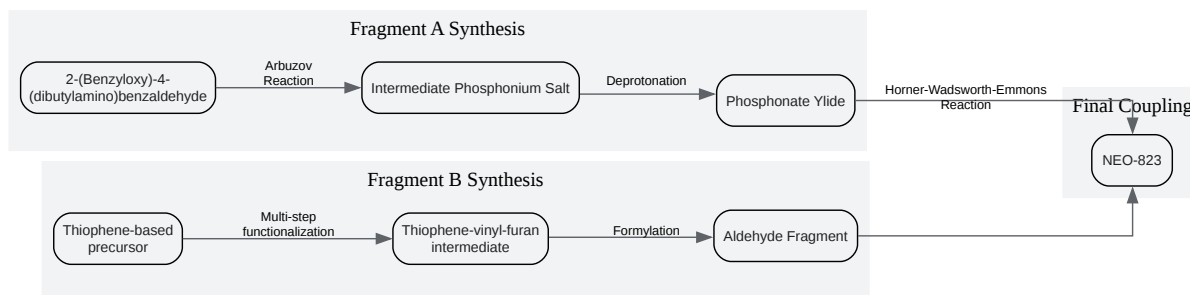 Fragment A Synthesis
2-(Benzyloxy)-4-
(dibutylamino)benzaldehyde
Arbuzov
Reaction
Intermediate Phosphonium Salt
Deprotonation
Phosphonate Ylide
Horner-Wadsworth-Emmons
Reaction
Final Coupling
NEO-823
Fragment B Synthesis
Thiophene-based
precursor
Multi-step
functionalization
Thiophene-vinyl-furan
intermediate
Formylation
Aldehyde Fragment